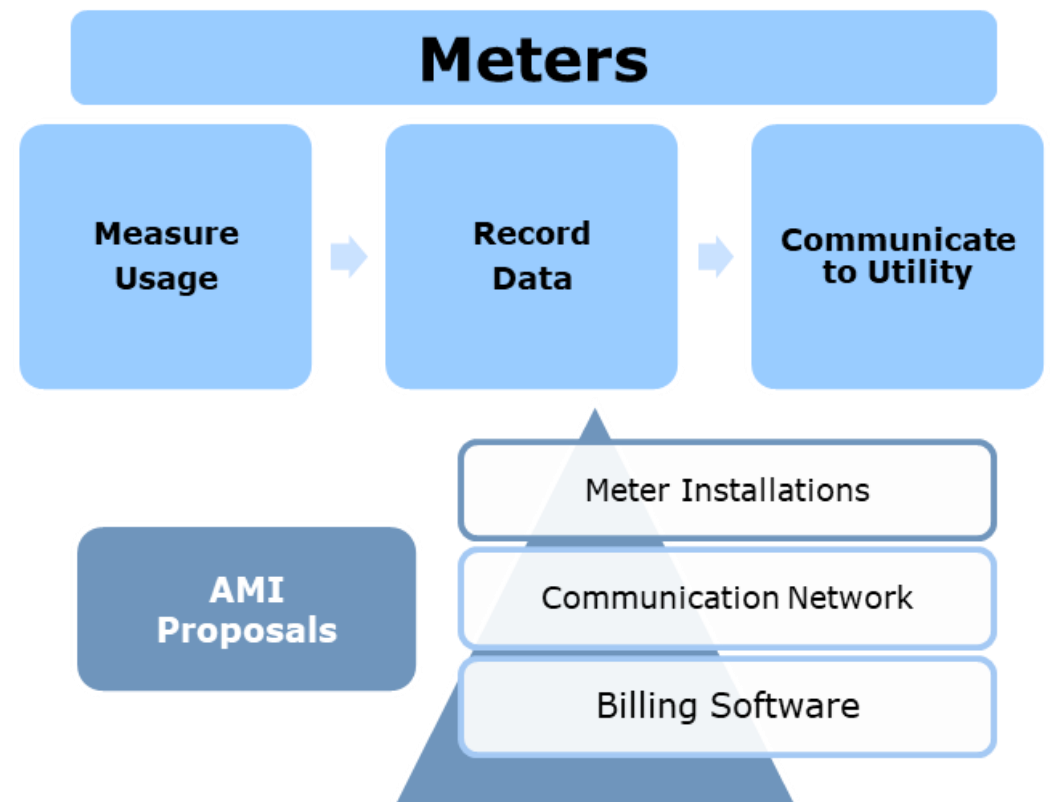 Meters
Measure
Usage
Record
Data
Communicate
to Utility
AMI
Proposals
Meter Installations
Communication Network
Billing Software